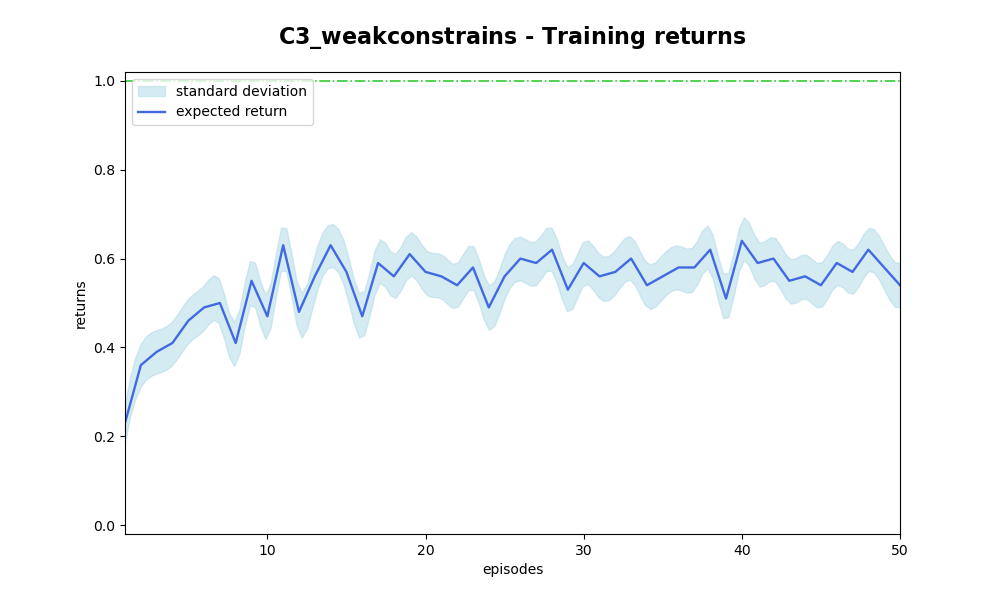 C3_weakconstrains - Training returns
1.0
standard deviation
expected return
0.8
0.6
0.4
0.2
0.0
returns
10 20 30 40 50
episodes